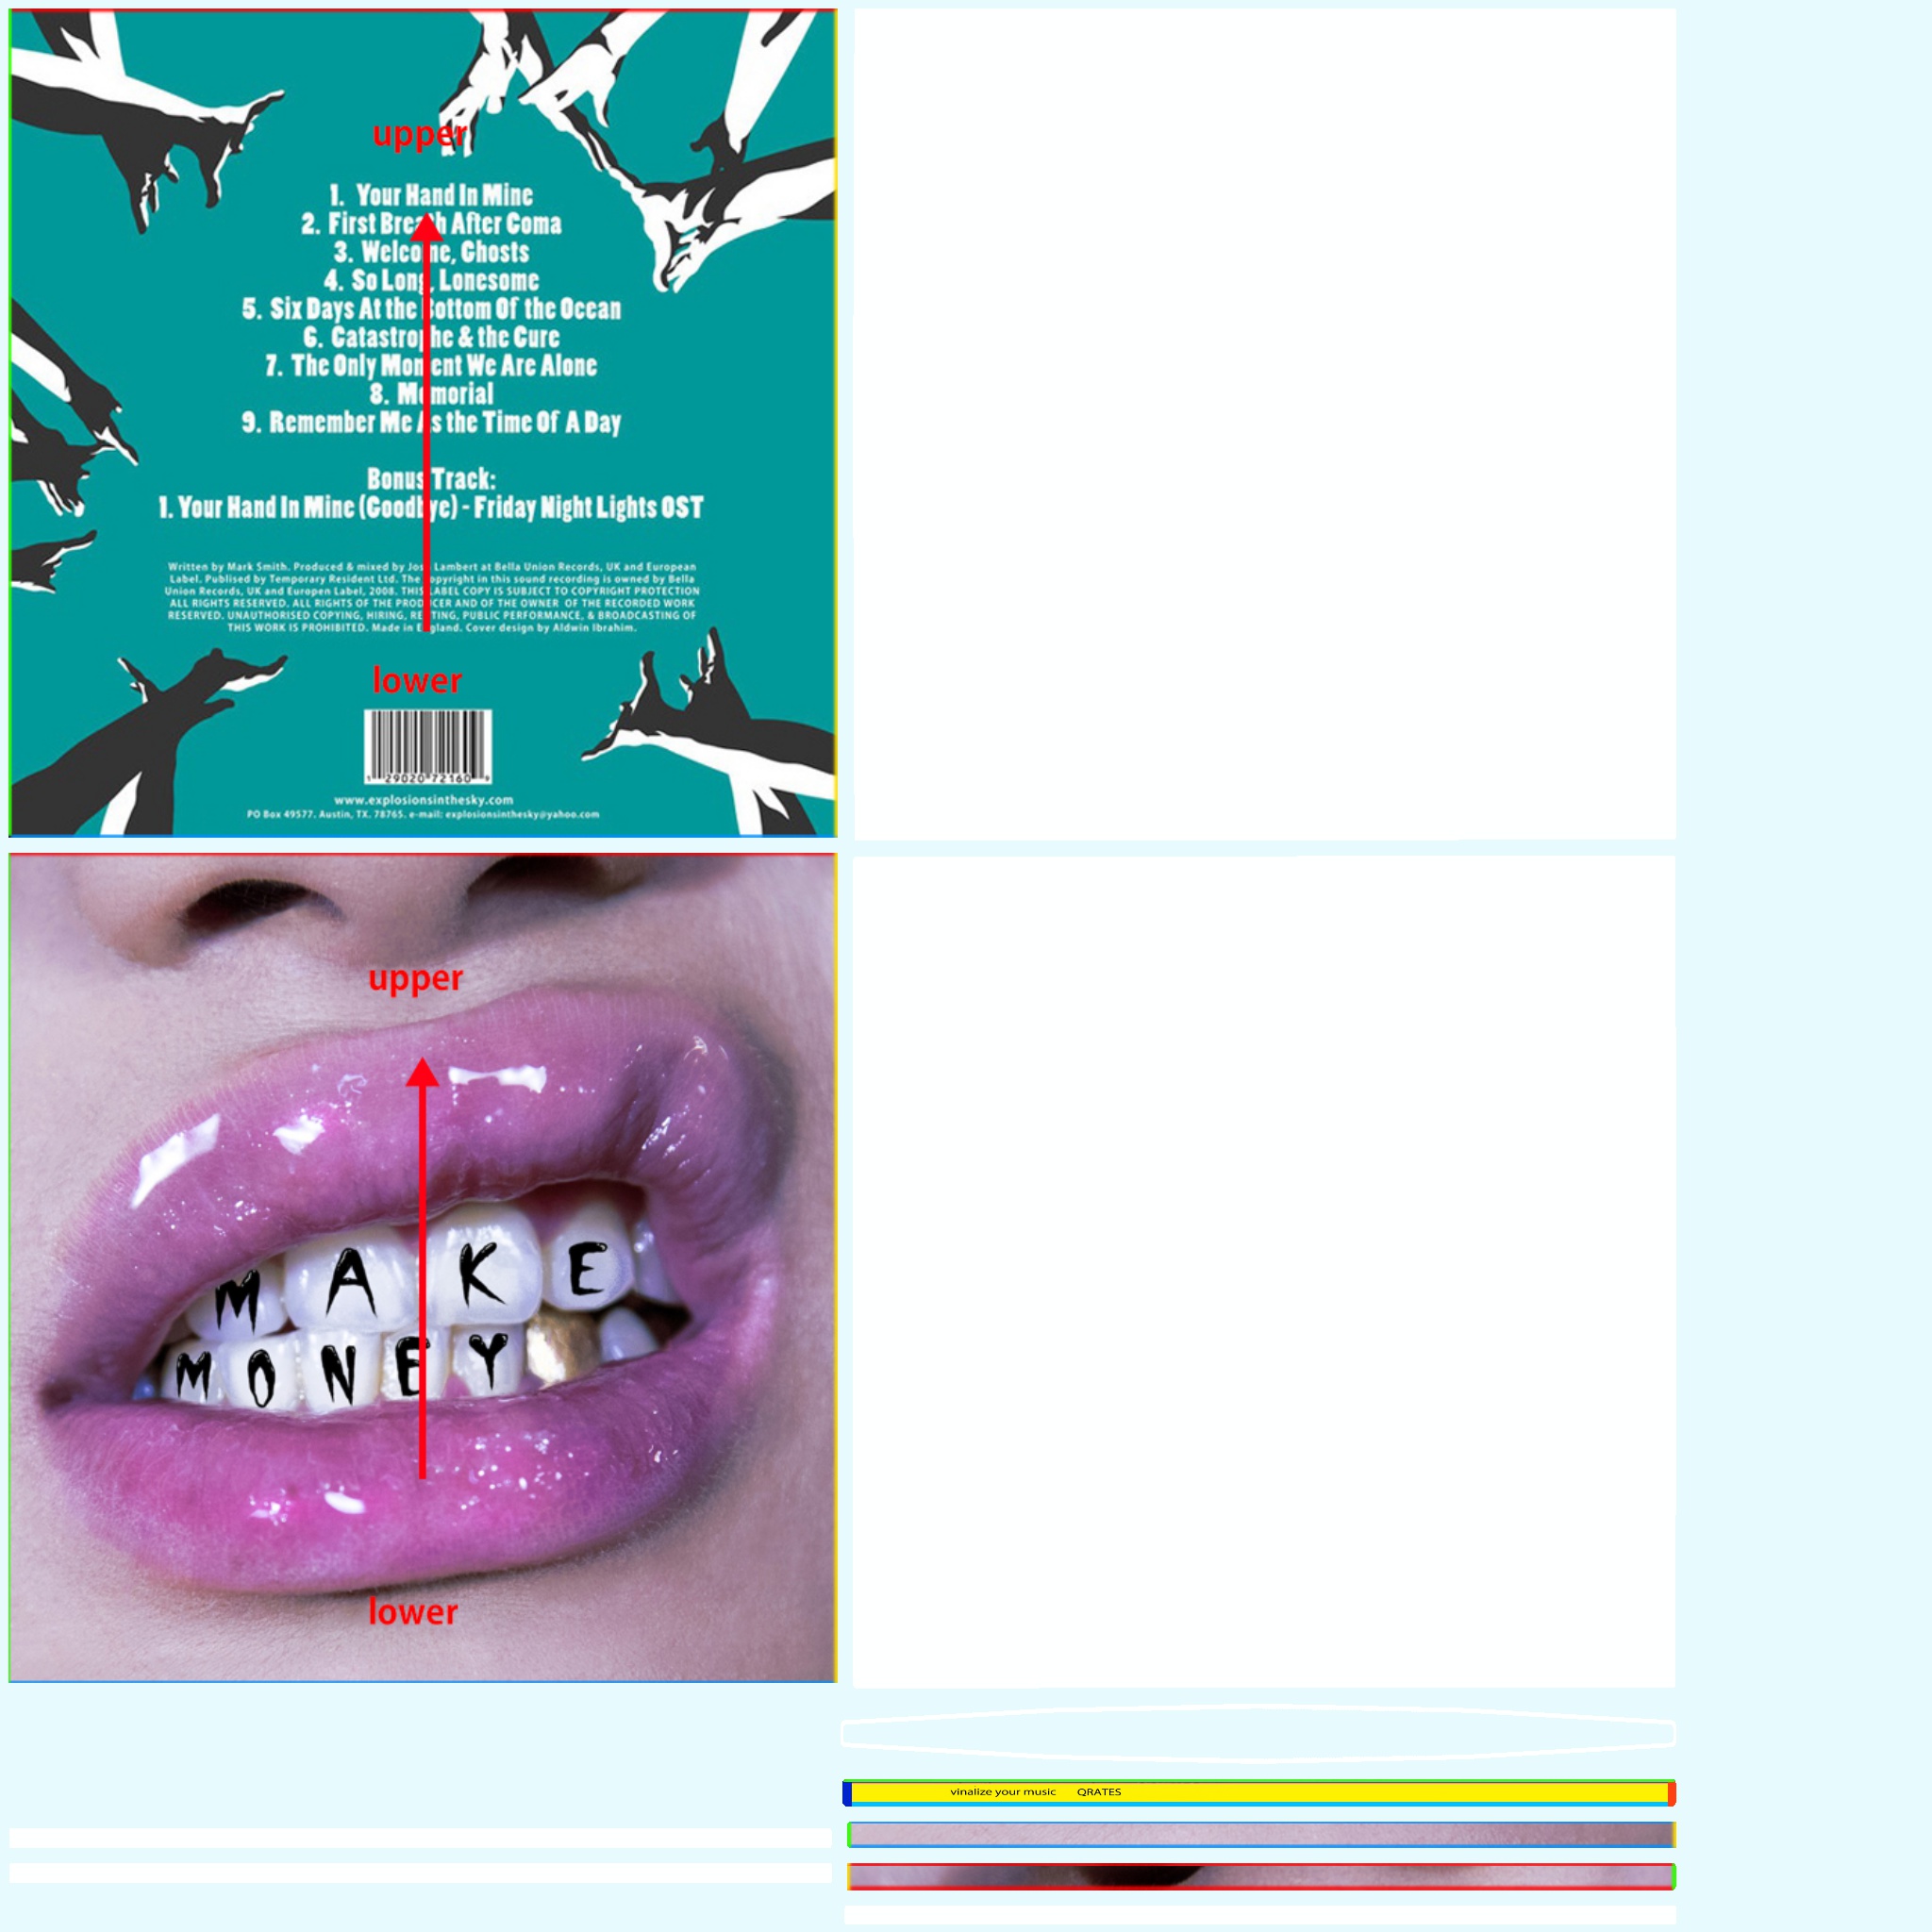 upper
1. Your Hand In Mine
2. First Breath After Coma
3. Welcome, Ghosts
4. So Long, Lonesome
5. Six Days At the Bottom Of the Ocean
6. Catastrophe & the Cure
7. The Only Moment We Are Alone
8. Memorial
9. Remember Me As the Time Of A Day
Bonus Track:
1. Your Hand In Mine (Goodbye) - Friday Night Lights OST
Written by Mark Smith. Produced & mixed by Josh Lambert at Bella Union Records, UK and European
Label. Publised by Temporary Resident Ltd. The copyright in this sound recording is owned by Bella
Union Records, UK and Europen Label, 2008. THIS LABEL COPY IS SUBJECT TO COPYRIGHT PROTECTION
ALL RIGHTS RESERVED. ALL RIGHTS OF THE PRODUCER AND OF THE OWNER OF THE RECORDED WORK
RESERVED. UNAUTHORISED COPYING, HIRING, RENTING, PUBLIC PERFORMANCE, & BROADCASTING OF
THIS WORK IS PROHIBITED. Made in England. Cover design by Aldwin Ibrahim.
lower
1 29020 72160 9
www.explosionsinthesky.com
PO Box 49577. Austin, TX. 78765. e-mail: explosionsinthesky@yahoo.com
upper
MAKE
MONEY
lower
vinalize your music QRATES